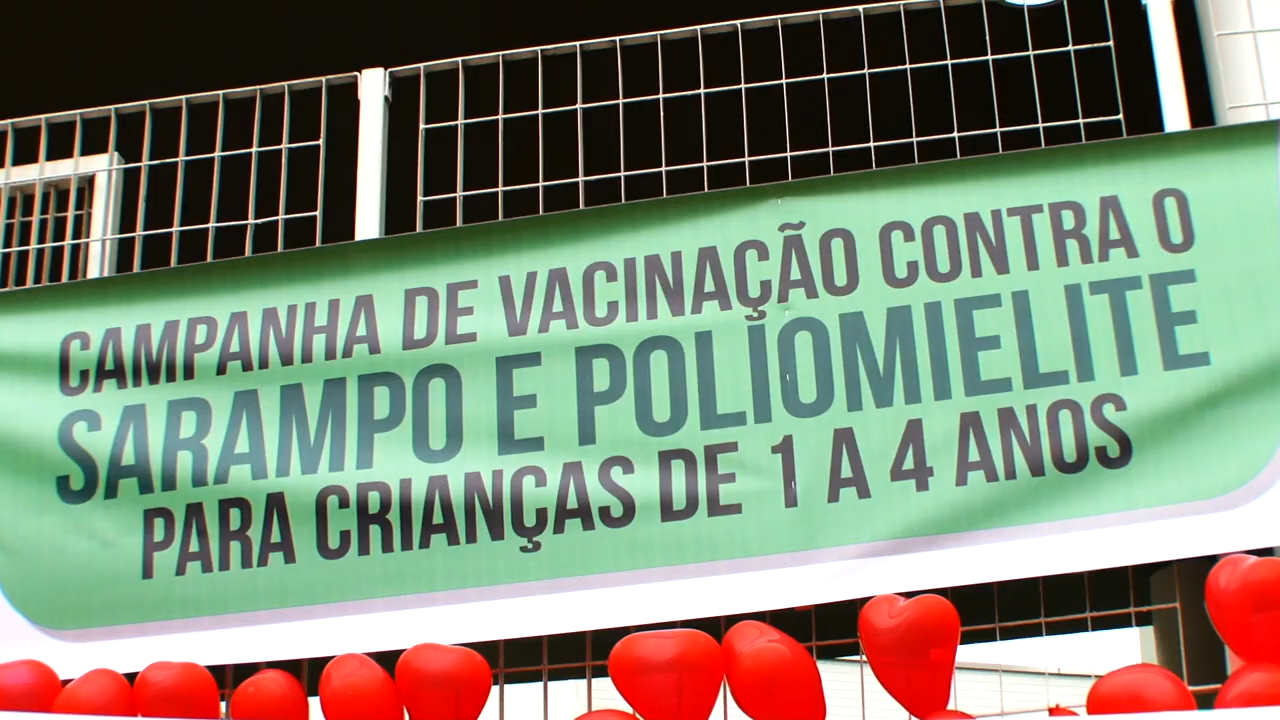 CAMPANHA DE VACINAÇÃO CONTRA O
SARAMPO E POLIOMIELITE
PARA CRIANÇAS DE 1 A 4 ANOS